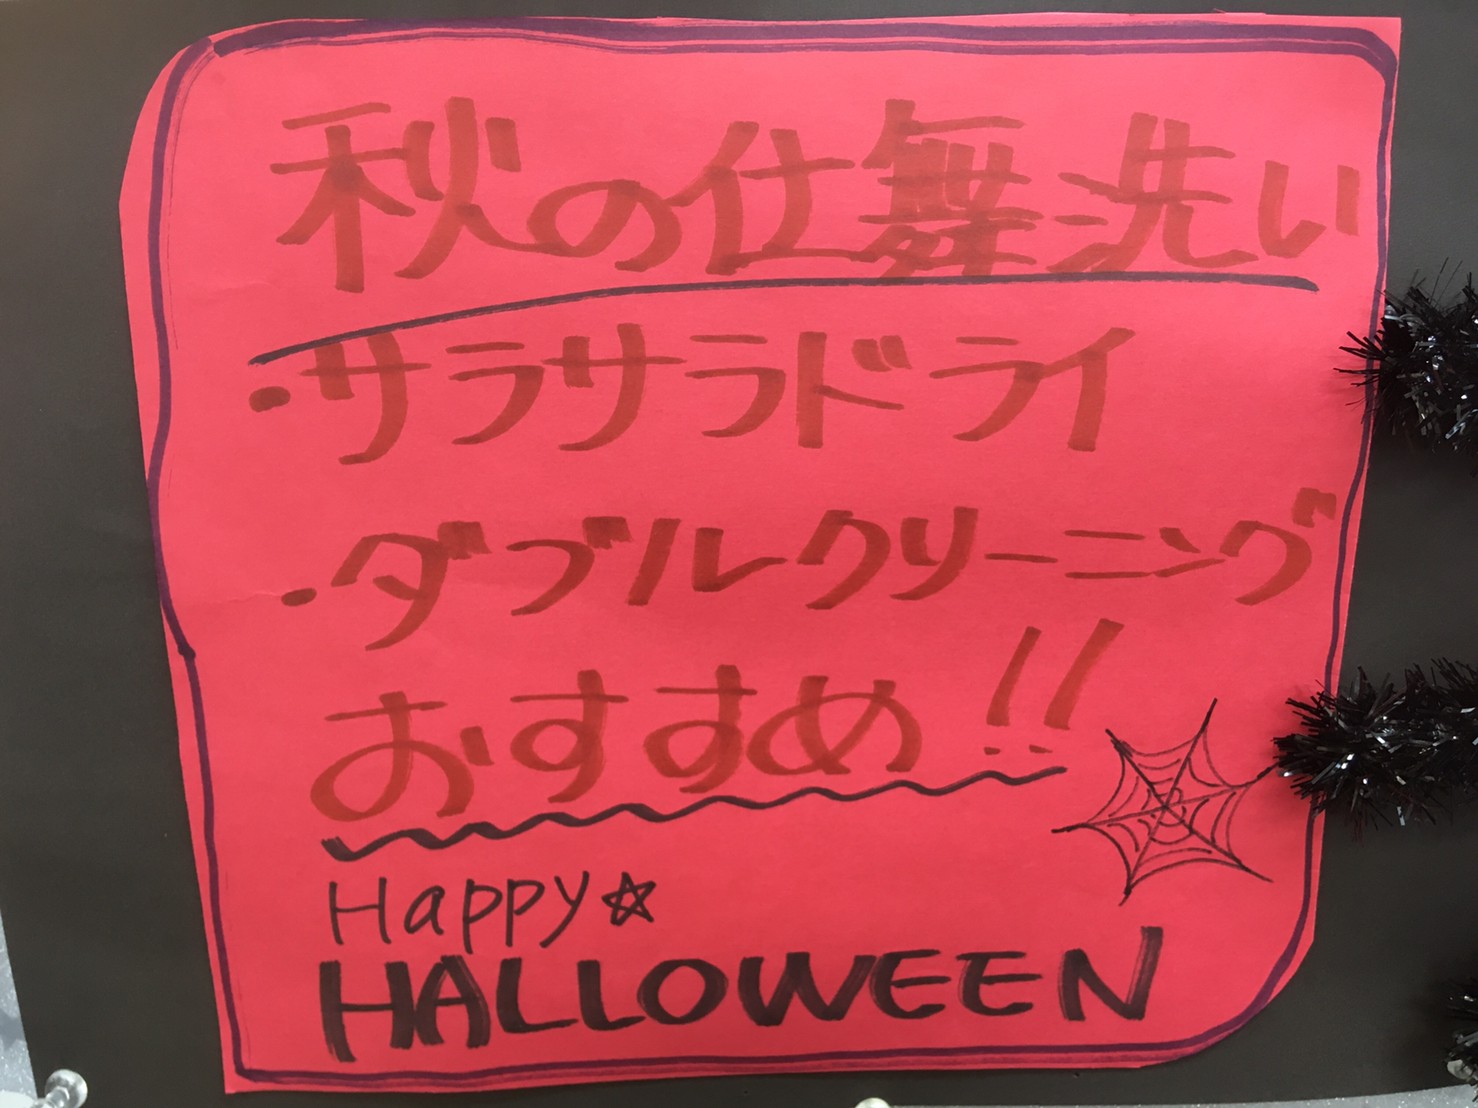 秋の仕舞洗い
・サラサラドライ
・ダブルクリーニング
おすすめ!!
Happy☆
HALLOWEEN